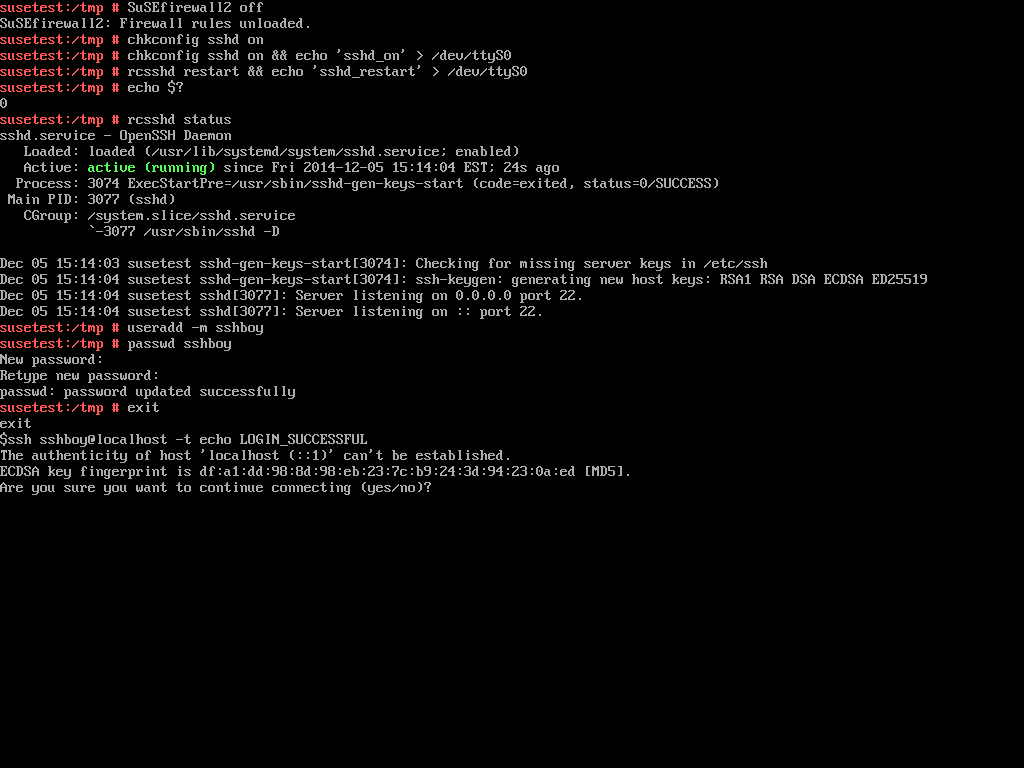 susetest:/tmp # SuSEfirewall2 off
SuSEfirewall2: Firewall rules unloaded.
susetest:/tmp # chkconfig sshd on
susetest:/tmp # chkconfig sshd on && echo 'sshd_on' > /dev/ttyS0
susetest:/tmp # rcsshd restart && echo 'sshd_restart' > /dev/ttyS0
susetest:/tmp # echo $?
0
susetest:/tmp # rcsshd status
sshd.service - OpenSSH Daemon
   Loaded: loaded (/usr/lib/systemd/system/sshd.service; enabled)
   Active: active (running) since Fri 2014-12-05 15:14:04 EST; 24s ago
  Process: 3074 ExecStartPre=/usr/sbin/sshd-gen-keys-start (code=exited, status=0/SUCCESS)
 Main PID: 3077 (sshd)
   CGroup: /system.slice/sshd.service
           `-3077 /usr/sbin/sshd -D
Dec 05 15:14:03 susetest sshd-gen-keys-start[3074]: Checking for missing server keys in /etc/ssh
Dec 05 15:14:04 susetest sshd-gen-keys-start[3074]: ssh-keygen: generating new host keys: RSA1 RSA DSA ECDSA ED25519
Dec 05 15:14:04 susetest sshd[3077]: Server listening on 0.0.0.0 port 22.
Dec 05 15:14:04 susetest sshd[3077]: Server listening on :: port 22.
susetest:/tmp # useradd -m sshboy
susetest:/tmp # passwd sshboy
New password:
Retype new password:
passwd: password updated successfully
susetest:/tmp # exit
exit
$ssh sshboy@localhost -t echo LOGIN_SUCCESSFUL
The authenticity of host 'localhost (::1)' can't be established.
ECDSA key fingerprint is df:a1:dd:98:8d:98:eb:23:7c:b9:24:3d:94:23:0a:ed [MD5].
Are you sure you want to continue connecting (yes/no)?